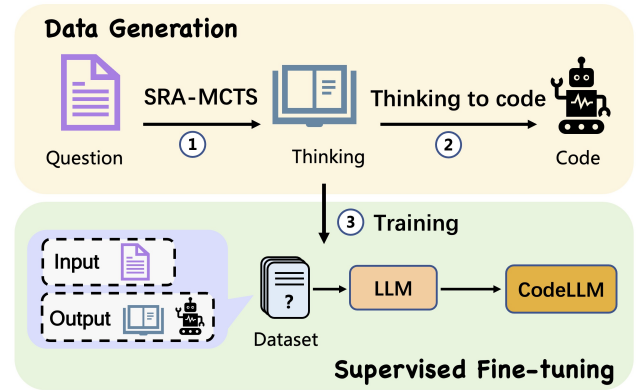 Data Generation
SRA-MCTS
Thinking to code
1
2
Question
Thinking
Code
3 Training
Input
Output
?
Dataset
LLM
CodeLLM
Supervised Fine-tuning